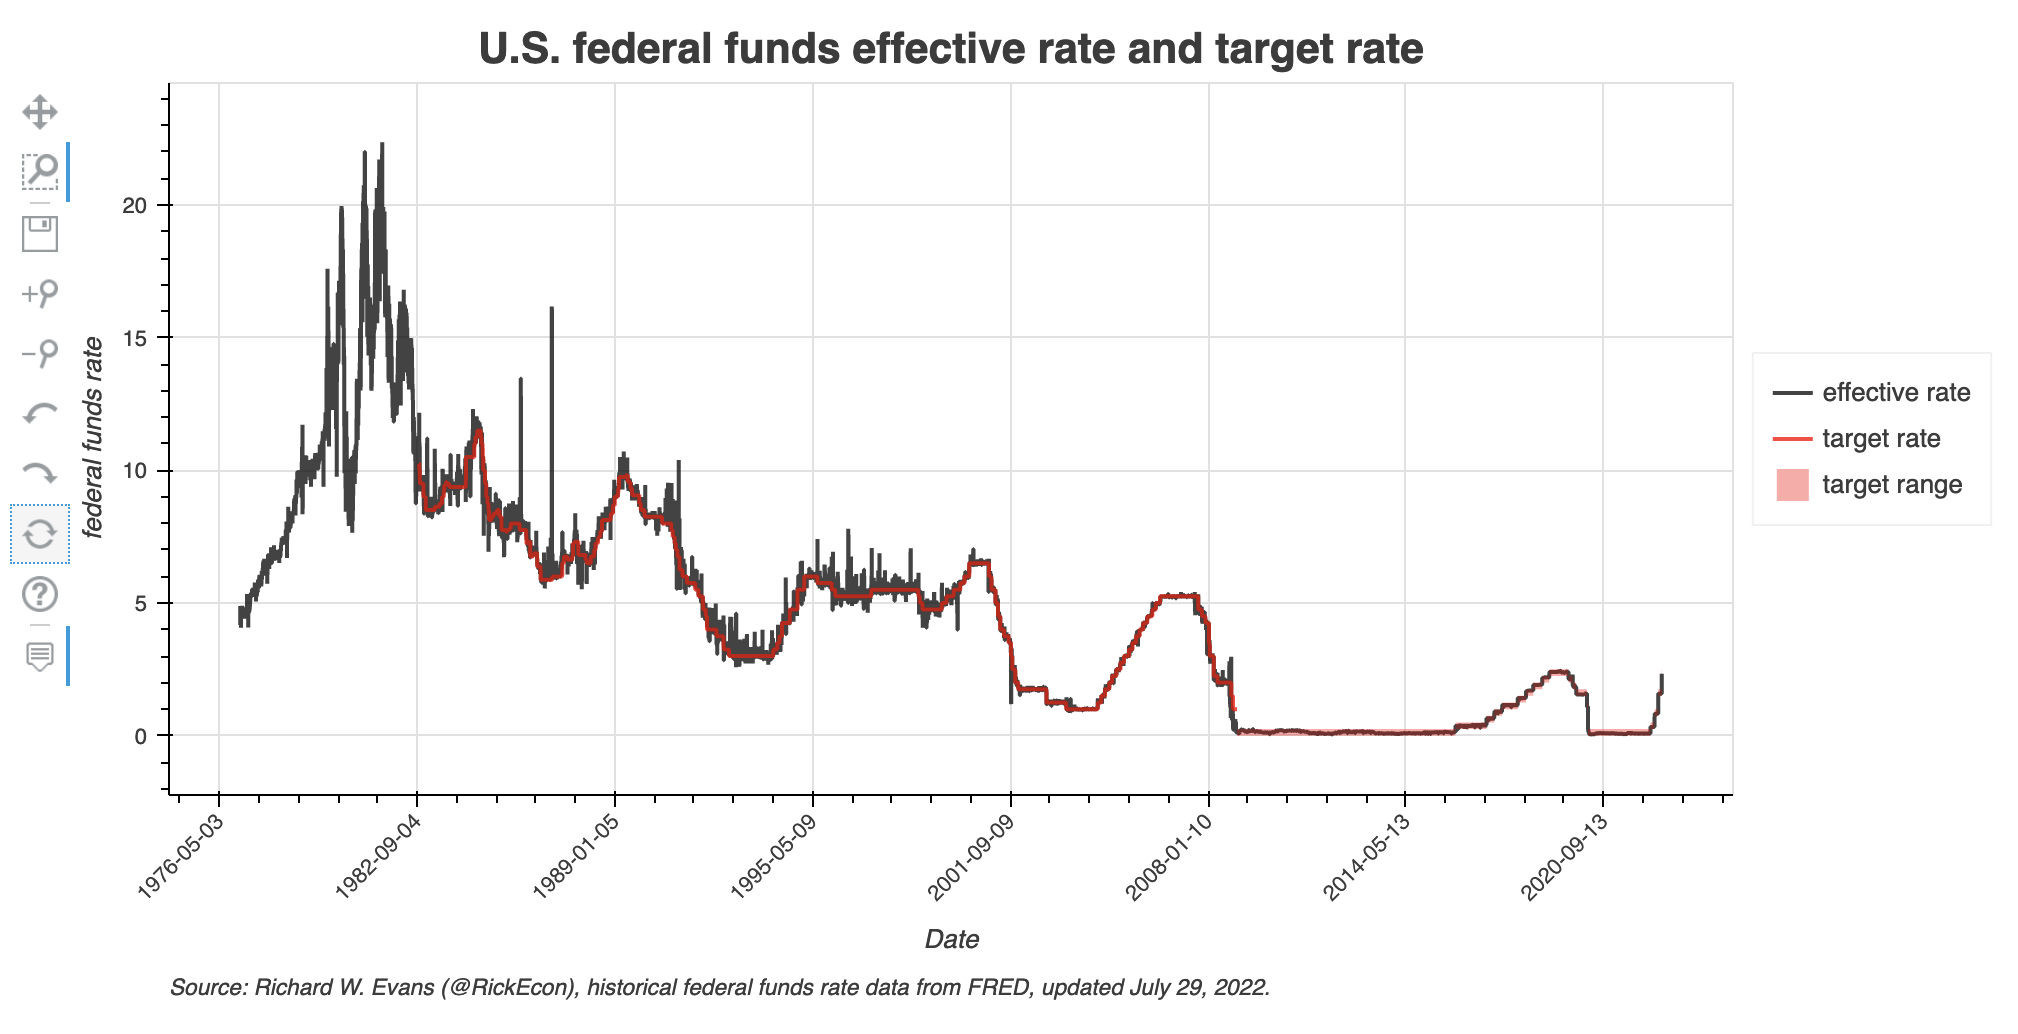 U.S. federal funds effective rate and target rate
federal funds rate
20
15
10
5
0
effective rate
target rate
target range
1976-05-03
1982-09-04
1989-01-05
1995-05-09
2001-09-09
2008-01-10
2014-05-13
2020-09-13
Date
Source: Richard W. Evans (@RickEcon), historical federal funds rate data from FRED, updated July 29, 2022.